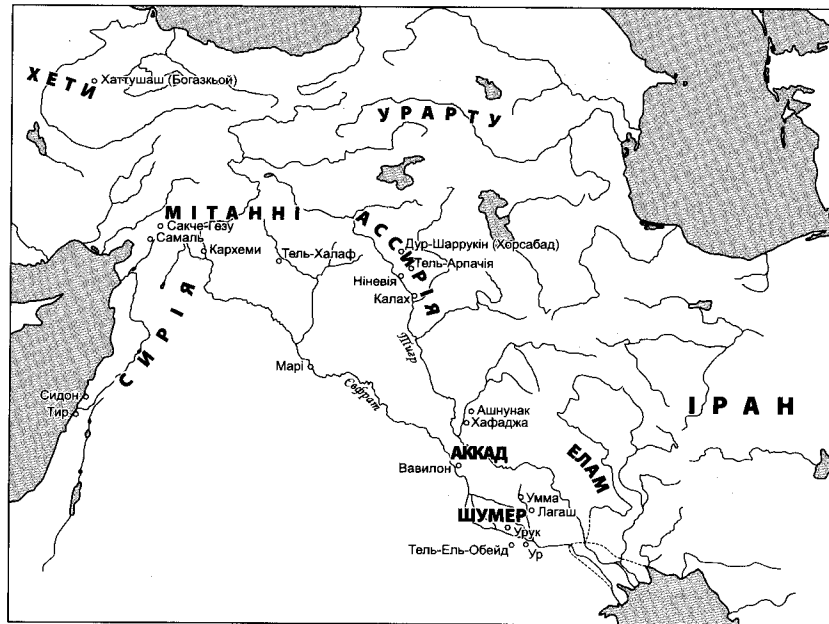 ХЕТИ
Хаттушаш (Богазкьой)
УРАРТУ
МІТАННІ
Сакче-Гезу
Самаль
Кархеми
Тель-Халаф
АССИРІЯ
Дур-Шаррукін (Хорсабад)
Тель-Арпачія
Ніневія
Калах
СИРІЯ
Тигр
Марі
Євфрат
Сидон
Тир
Ашнунак
Хафаджа
ІРАН
АККАД
Вавилон
ЕЛАМ
Умма
Лагаш
ШУМЕР
Урук
Тель-Ель-Обейд
Ур